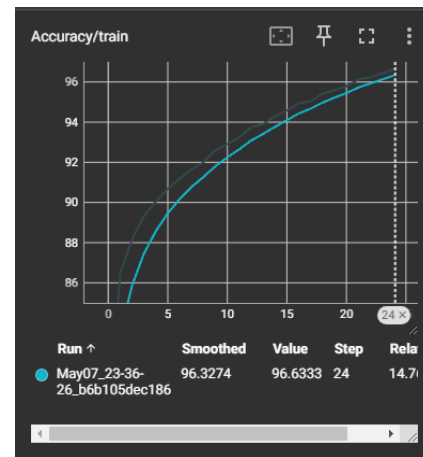 Accuracy/train
96
94
92
90
88
86
0 5 10 15 20 24 ×
Run ↑ Smoothed Value Step Rela
May07_23-36- 96.3274 96.6333 24 14.7
26_b6b105dec186